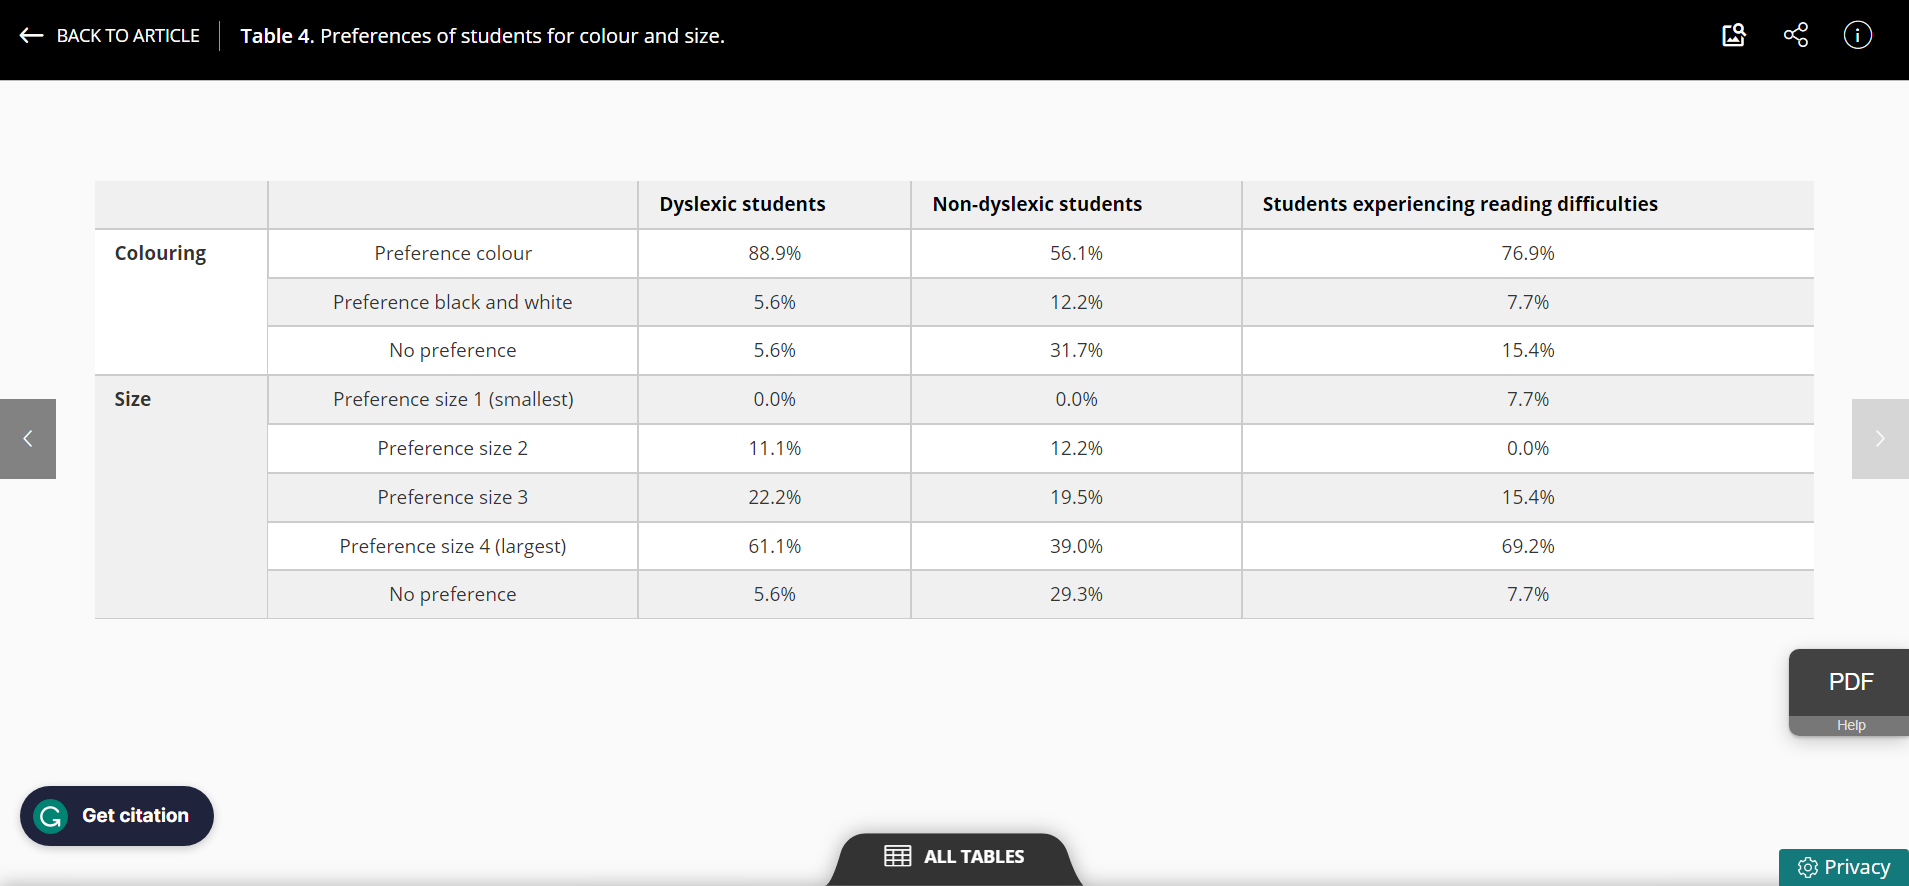 BACK TO ARTICLE Table 4. Preferences of students for colour and size.
Dyslexic students Non-dyslexic students Students experiencing reading difficulties
Colouring Preference colour 88.9% 56.1% 76.9%
Preference black and white 5.6% 12.2% 7.7%
No preference 5.6% 31.7% 15.4%
Size Preference size 1 (smallest) 0.0% 0.0% 7.7%
Preference size 2 11.1% 12.2% 0.0%
Preference size 3 22.2% 19.5% 15.4%
Preference size 4 (largest) 61.1% 39.0% 69.2%
No preference 5.6% 29.3% 7.7%
PDF
Help
Get citation
ALL TABLES
Privacy